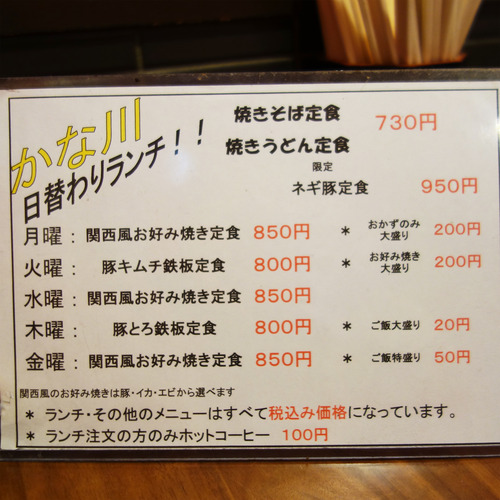 かな川
日替わりランチ！！
焼きそば定食 730円
焼きうどん定食
限定
ネギ豚定食 950円
月曜： 関西風お好み焼き定食 850円 * おかずのみ大盛り 200円
火曜： 豚キムチ鉄板定食 800円 * お好み焼き大盛り 200円
水曜： 関西風お好み焼き定食 850円
木曜： 豚とろ鉄板定食 800円 * ご飯大盛り 20円
金曜： 関西風お好み焼き定食 850円 * ご飯特盛り 50円
関西風のお好み焼きは豚・イカ・エビから選べます
* ランチ・その他のメニューはすべて税込み価格になっています。
* ランチ注文の方のみホットコーヒー 100円